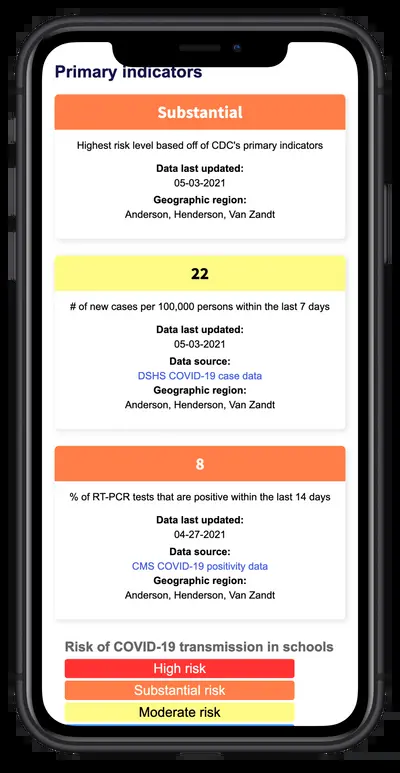 Primary indicators
Substantial
Highest risk level based off of CDC's primary indicators
Data last updated:
05-03-2021
Geographic region:
Anderson, Henderson, Van Zandt
22
# of new cases per 100,000 persons within the last 7 days
Data last updated:
05-03-2021
Data source:
DSHS COVID-19 case data
Geographic region:
Anderson, Henderson, Van Zandt
8
% of RT-PCR tests that are positive within the last 14 days
Data last updated:
04-27-2021
Data source:
CMS COVID-19 positivity data
Geographic region:
Anderson, Henderson, Van Zandt
Risk of COVID-19 transmission in schools
High risk
Substantial risk
Moderate risk